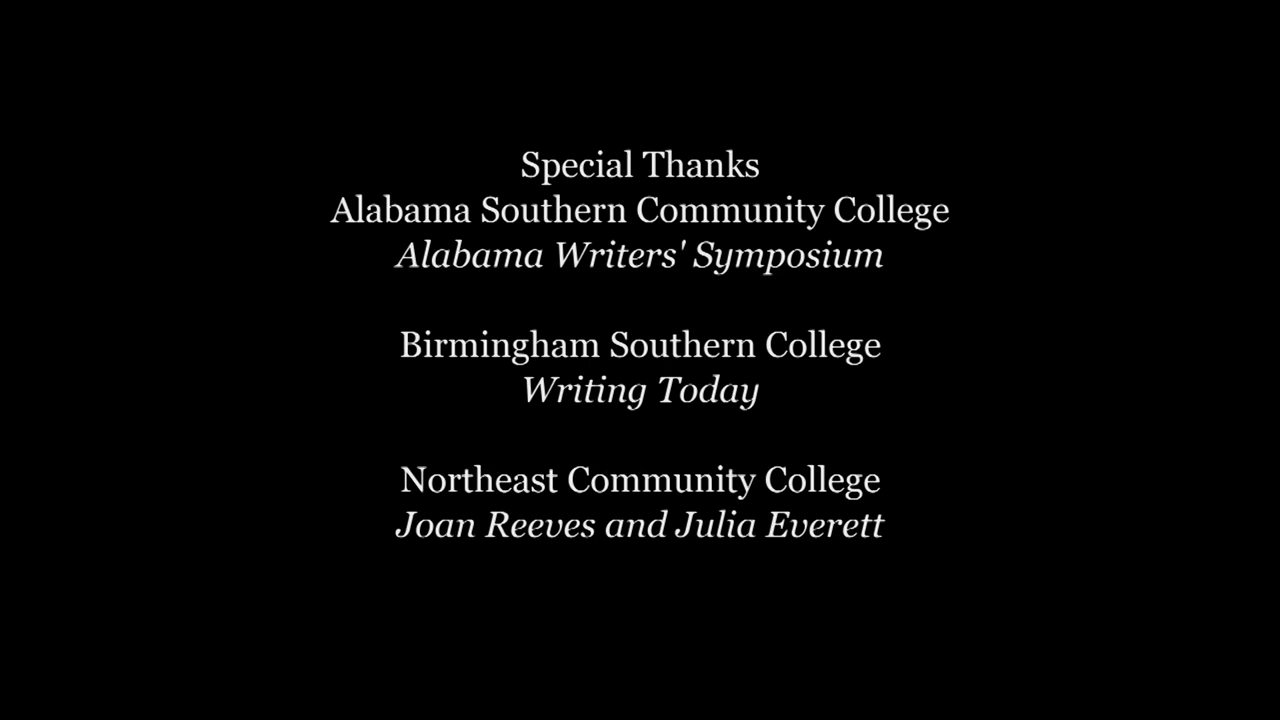 Special Thanks
Alabama Southern Community College
Alabama Writers' Symposium
Birmingham Southern College
Writing Today
Northeast Community College
Joan Reeves and Julia Everett